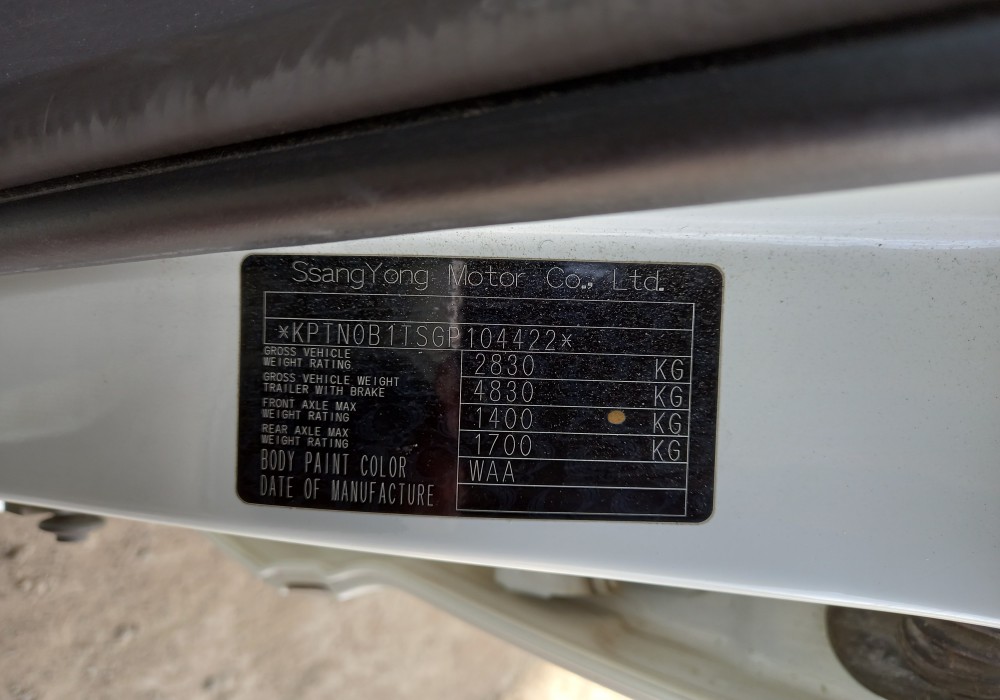 SsangYong Motor Co., Ltd.
*KPTN0B1TSGP104422*
GROSS VEHICLE
WEIGHT RATING 2830 KG
GROSS VEHICLE WEIGHT
TRAILER WITH BRAKE 4830 KG
FRONT AXLE MAX
WEIGHT RATING 1400 KG
REAR AXLE MAX
WEIGHT RATING 1700 KG
BODY PAINT COLOR WAA
DATE OF MANUFACTURE